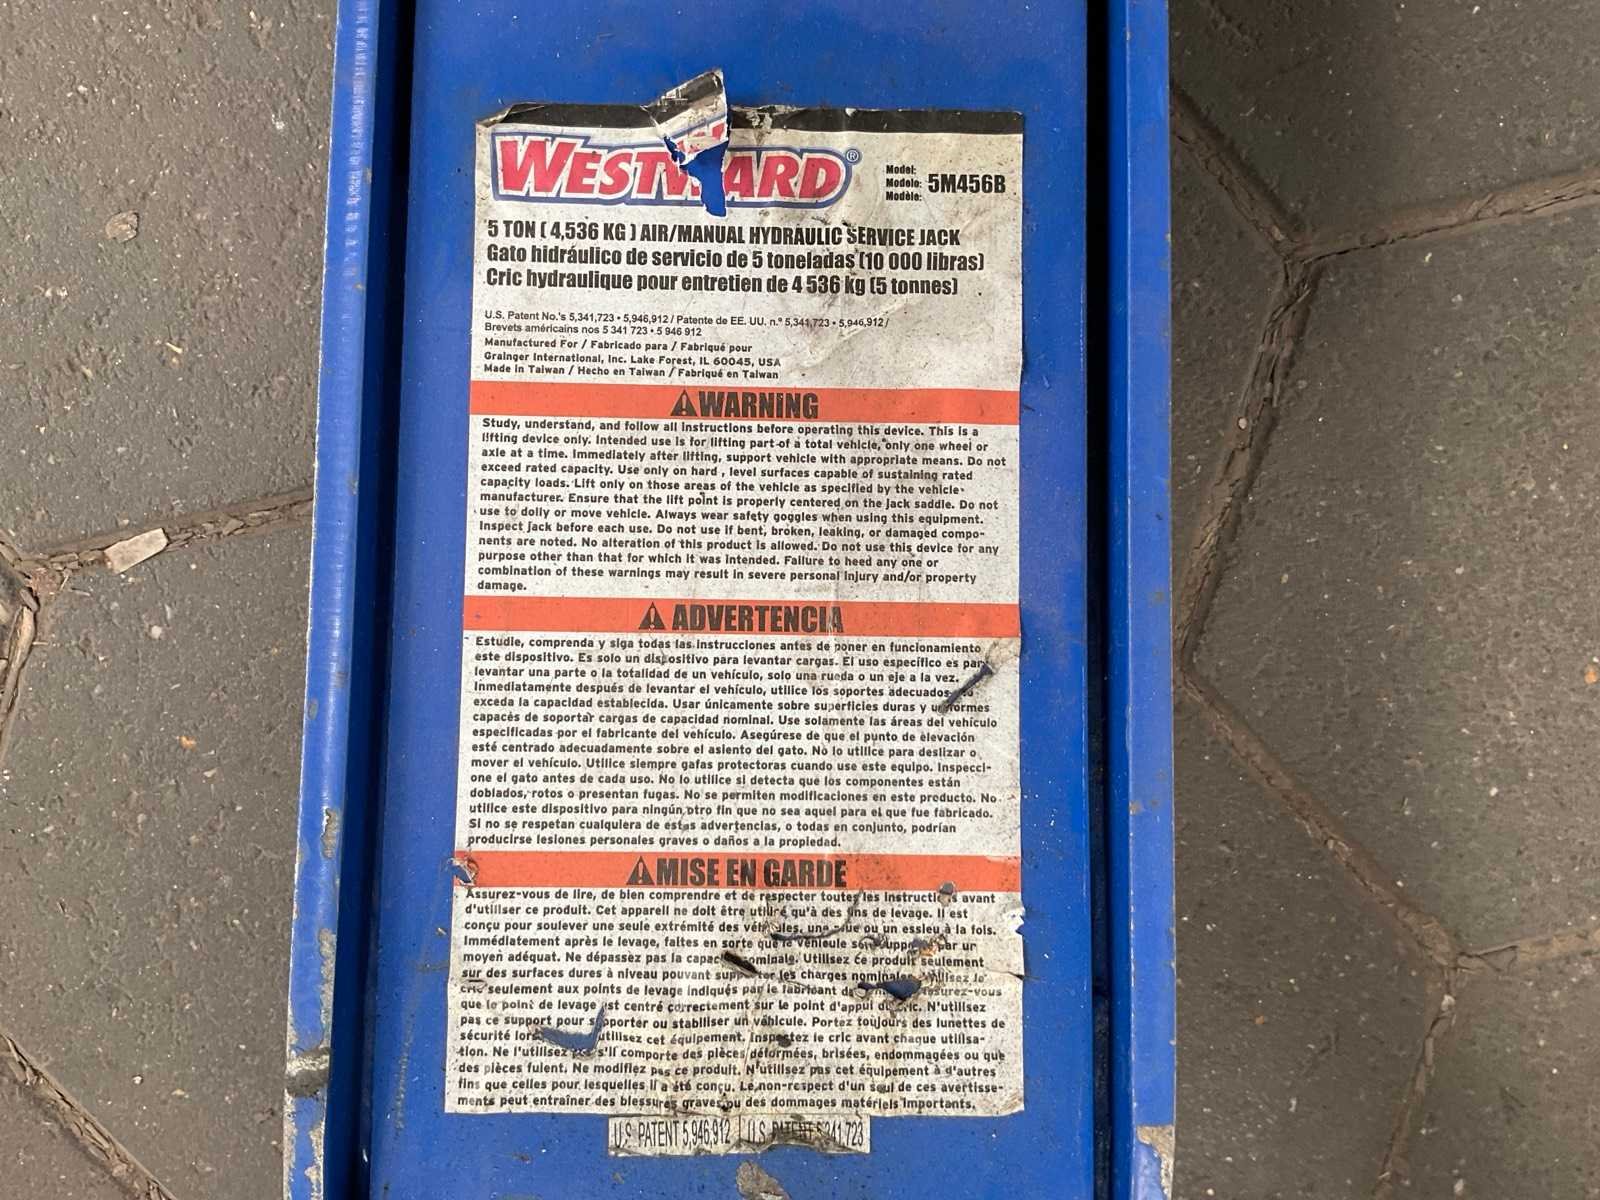 WESTWARD®
Model:
Modelo: 5M456B
Modèle:
5 TON ( 4,536 KG ) AIR/MANUAL HYDRAULIC SERVICE JACK
Gato hidráulico de servicio de 5 toneladas (10 000 libras)
Cric hydraulique pour entretien de 4 536 kg (5 tonnes)
U.S. Patent No.'s 5,341,723 • 5,946,912 / Patente de EE. UU. n.º 5,341,723 • 5,946,912 /
Brevets américains nos 5 341 723 • 5 946 912
Manufactured For / Fabricado para / Fabriqué pour
Grainger International, Inc. Lake Forest, IL 60045, USA
Made in Taiwan / Hecho en Taiwan / Fabriqué en Taiwan
⚠WARNING
Study, understand, and follow all instructions before operating this device. This is a
lifting device only. Intended use is for lifting part of a total vehicle, only one wheel or
axle at a time. Immediately after lifting, support vehicle with appropriate means. Do not
exceed rated capacity. Use only on hard , level surfaces capable of sustaining rated
capacity loads. Lift only on those areas of the vehicle as specified by the vehicle
manufacturer. Ensure that the lift point is properly centered on the jack saddle. Do not
use to dolly or move vehicle. Always wear safety goggles when using this equipment.
Inspect jack before each use. Do not use if bent, broken, leaking, or damaged compo-
nents are noted. No alteration of this product is allowed. Do not use this device for any
purpose other than that for which it was intended. Failure to heed any one or
combination of these warnings may result in severe personal injury and/or property
damage.
⚠ ADVERTENCIA
Estudie, comprenda y siga todas las instrucciones antes de poner en funcionamiento
este dispositivo. Es solo un dispositivo para levantar cargas. El uso específico es para
levantar una parte o la totalidad de un vehículo, solo una rueda o un eje a la vez.
Inmediatamente después de levantar el vehículo, utilice los soportes adecuados. No
exceda la capacidad establecida. Usar únicamente sobre superficies duras y uniformes
capaces de soportar cargas de capacidad nominal. Use solamente las áreas del vehículo
especificadas por el fabricante del vehículo. Asegúrese de que el punto de elevación
esté centrado adecuadamente sobre el asiento del gato. No lo utilice para deslizar o
mover el vehículo. Utilice siempre gafas protectoras cuando use este equipo. Inspecci-
one el gato antes de cada uso. No lo utilice si detecta que los componentes están
doblados, rotos o presentan fugas. No se permiten modificaciones en este producto. No
utilice este dispositivo para ningún otro fin que no sea aquel para el que fue fabricado.
Si no se respetan cualquiera de estas advertencias, o todas en conjunto, podrían
producirse lesiones personales graves o daños a la propiedad.
⚠MISE EN GARDE
Assurez-vous de lire, de bien comprendre et de respecter toutes les instructions avant
d'utiliser ce produit. Cet appareil ne doit être utilisé qu'à des fins de levage. Il est
conçu pour soulever une seule extrémité des véhicules, une roue ou un essieu à la fois.
Immédiatement après le levage, faites en sorte que le véhicule soit supporté par un
moyen adéquat. Ne dépassez pas la capacité nominale. Utilisez ce produit seulement
sur des surfaces dures à niveau pouvant supporter les charges nominales. Utilisez le
cric seulement aux points de levage indiqués par le fabricant du Assurez-vous
que le point de levage est centré correctement sur le point d'appui du cric. N'utilisez
pas ce support pour supporter ou stabiliser un véhicule. Portez toujours des lunettes de
sécurité lors utilisez cet équipement. Inspectez le cric avant chaque utilisa-
tion. Ne l'utilisez pas s'il comporte des pièces déformées, brisées, endommagées ou que
des pièces fuient. Ne modifiez pas ce produit. N'utilisez pas cet équipement à d'autres
fins que celles pour lesquelles il a été conçu. Le non-respect d'un seul de ces avertisse-
ments peut entraîner des blessures graves ou des dommages matériels importants.
U.S PATENT 5,946,912 U.S PATENT 5,341,723